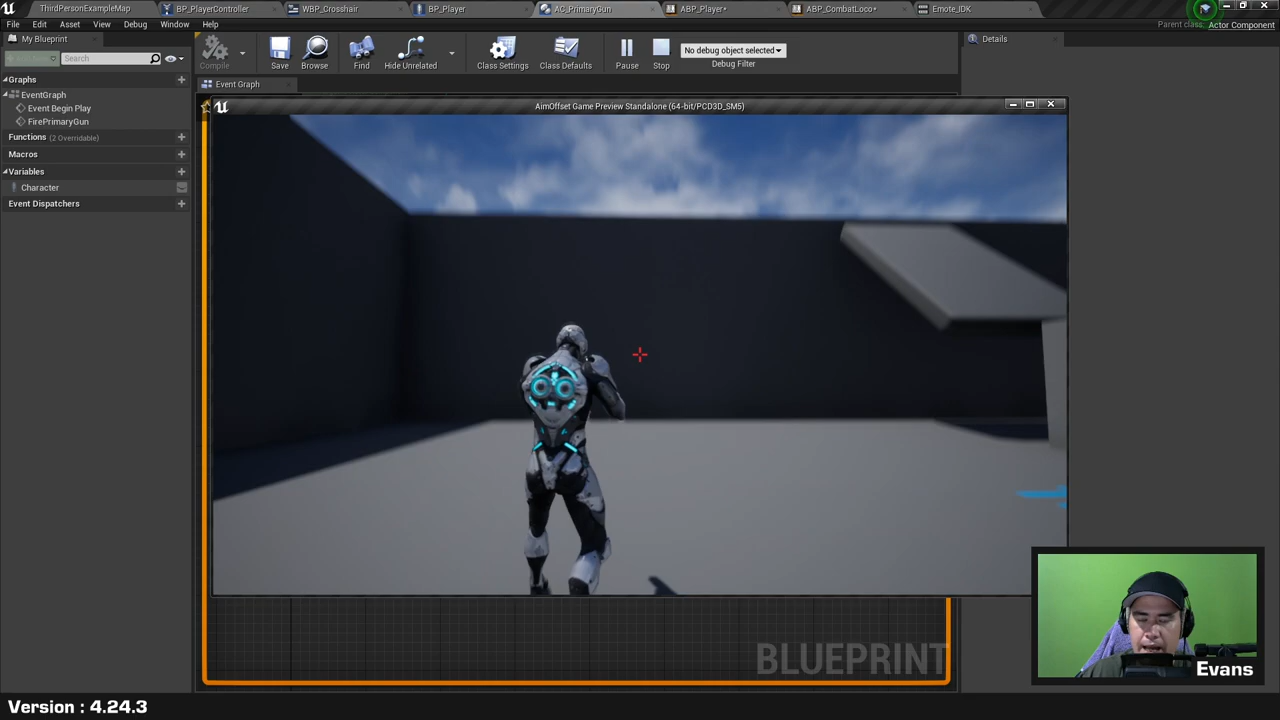 ThirdPersonExampleMap
BP_PlayerController
WBP_Crosshair
BP_Player
AC_PrimaryGun
ABP_Player*
ABP_CombatLoco*
Emote_IDK
File Edit Asset View Debug Window Help
Parent class: Actor Component
My Blueprint
Search
Compile
Save
Browse
Find
Hide Unrelated
Class Settings
Class Defaults
Pause
Stop
No debug object selected
Debug Filter
Details
Graphs
EventGraph
Event Begin Play
FirePrimaryGun
Functions (2 Overridable)
Macros
Variables
Character
Event Dispatchers
Event Graph
AimOffset Game Preview Standalone (64-bit/PCD3D_SM5)
BLUEPRINT
Evans
Version : 4.24.3